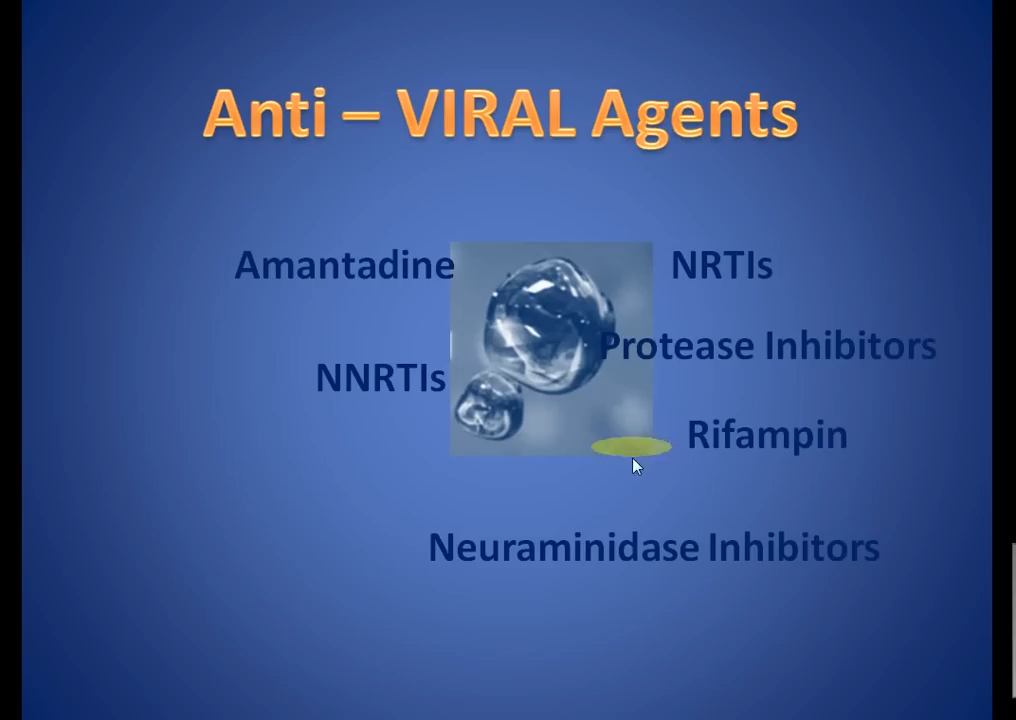 Anti – VIRAL Agents
Amantadine
NRTIs
Protease Inhibitors
NNRTIs
Rifampin
Neuraminidase Inhibitors